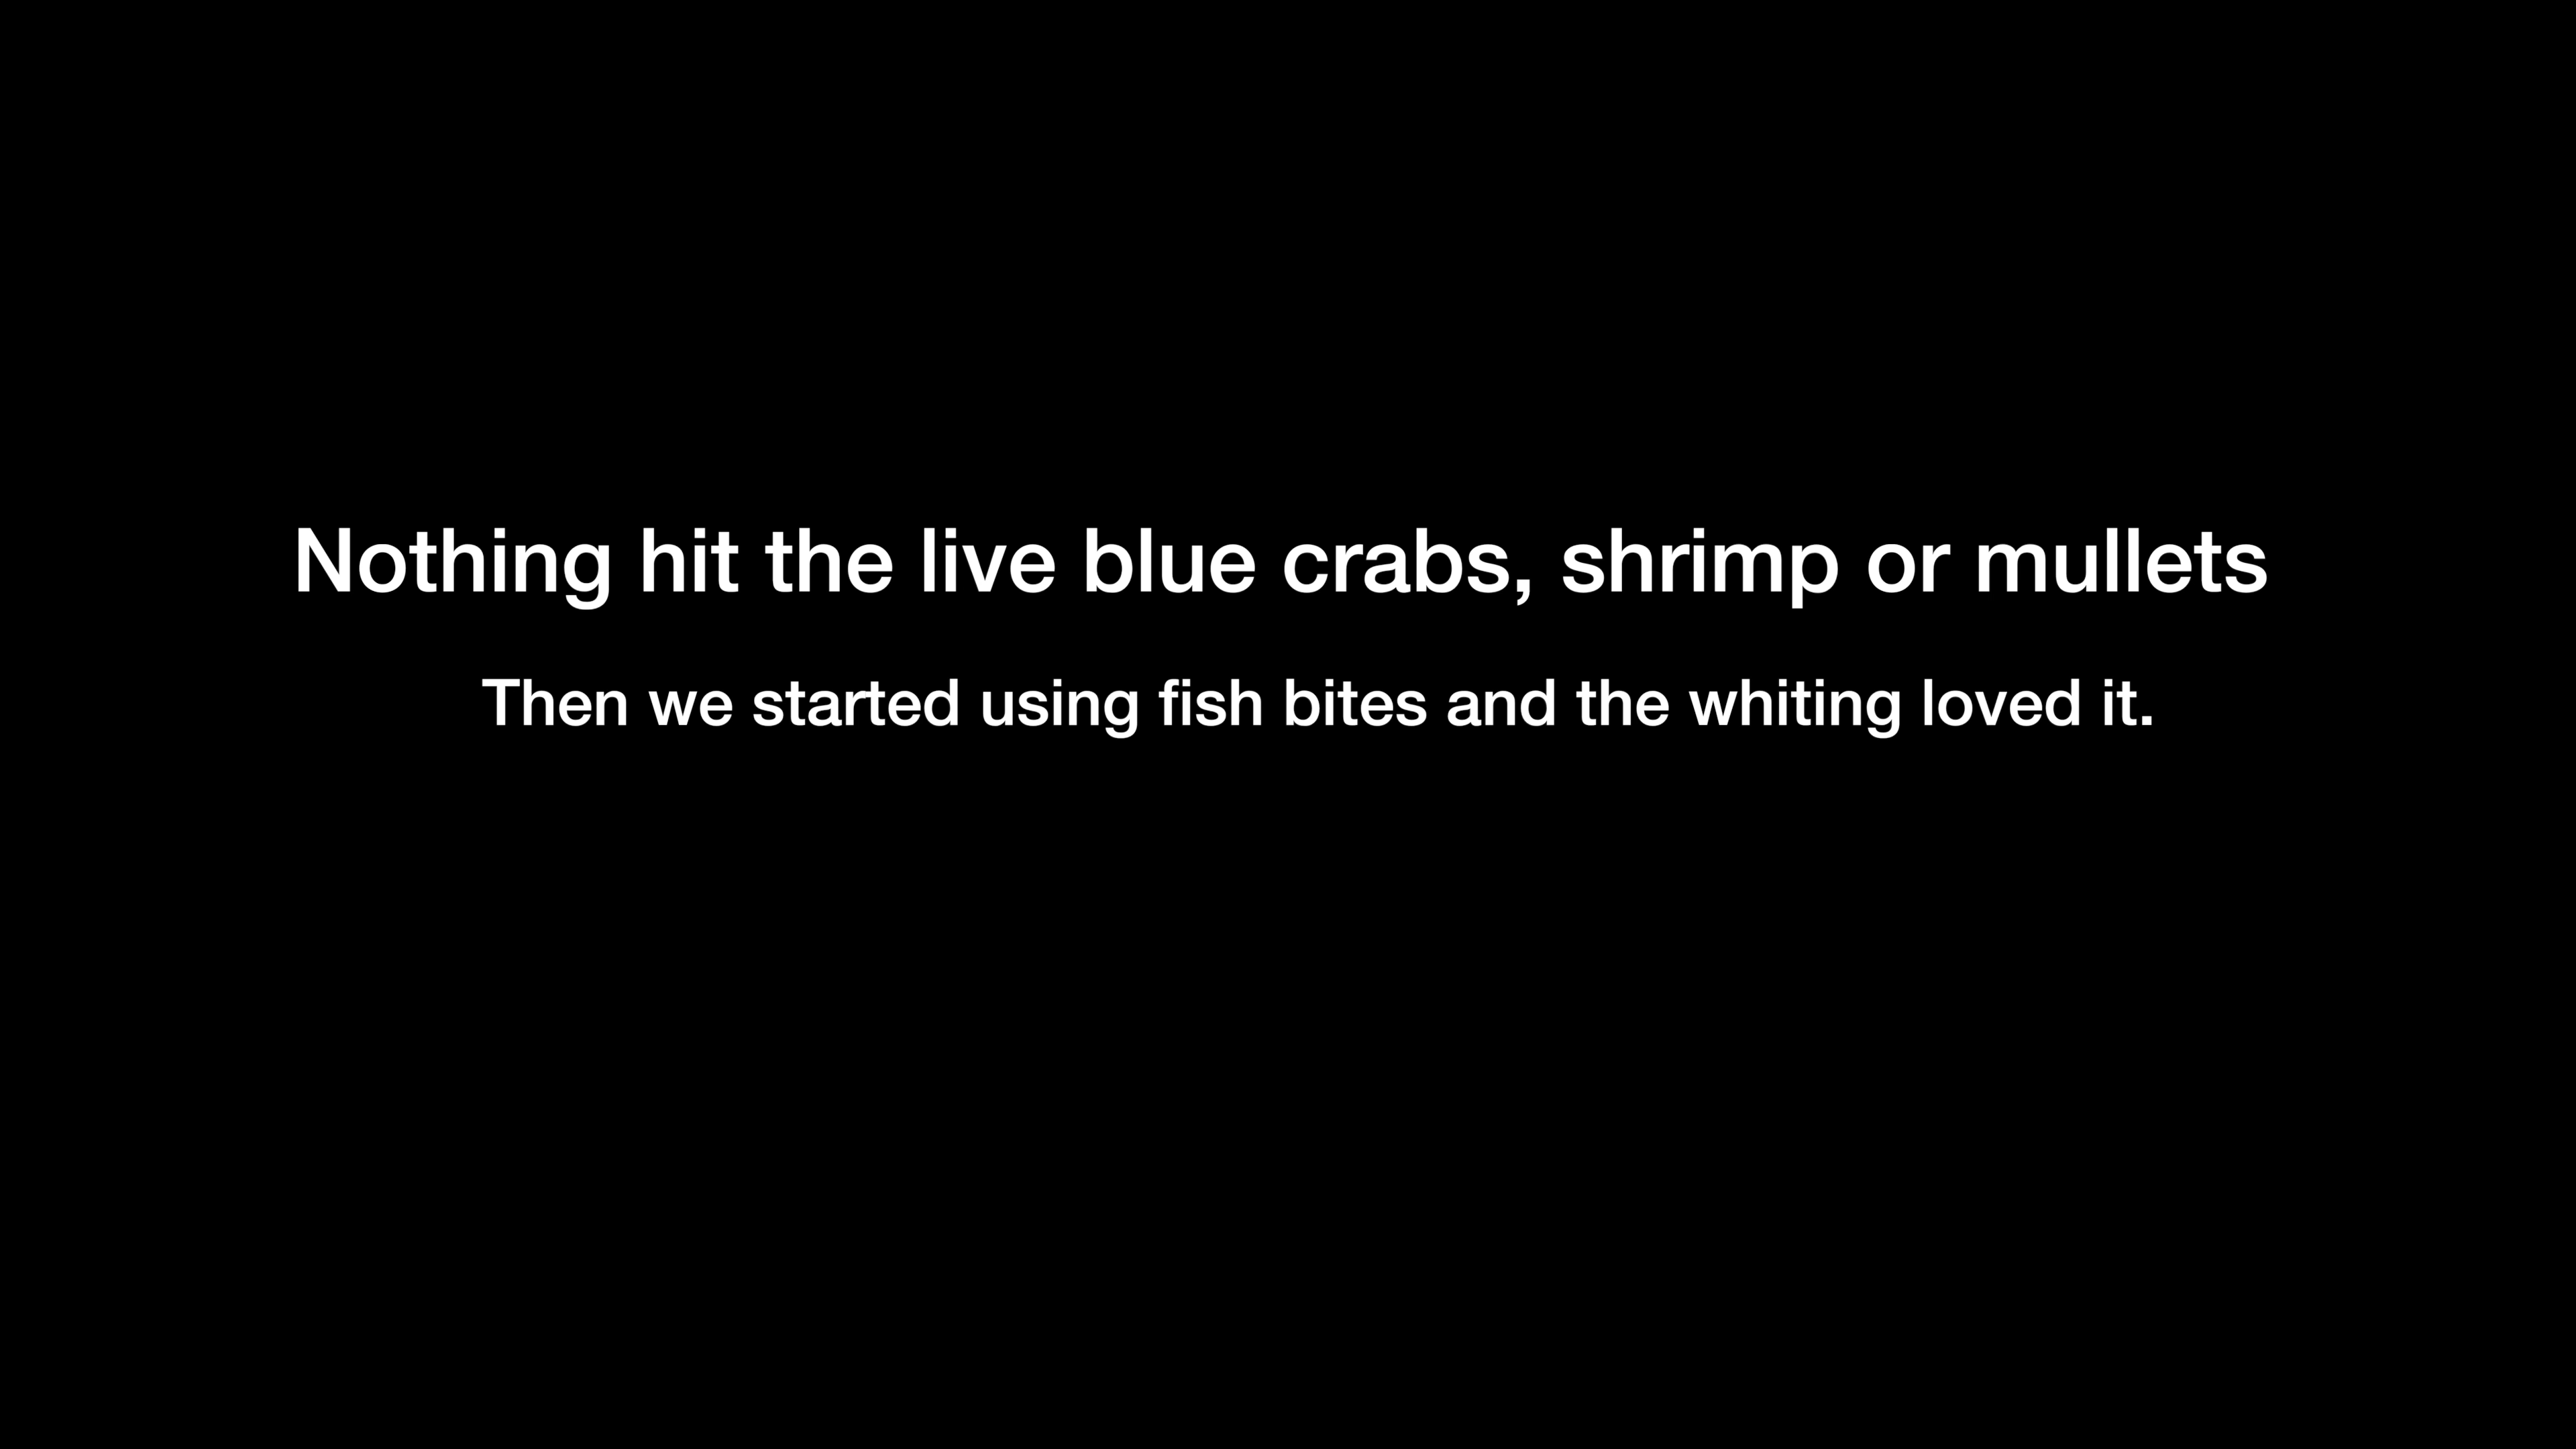 Nothing hit the live blue crabs, shrimp or mullets
Then we started using fish bites and the whiting loved it.